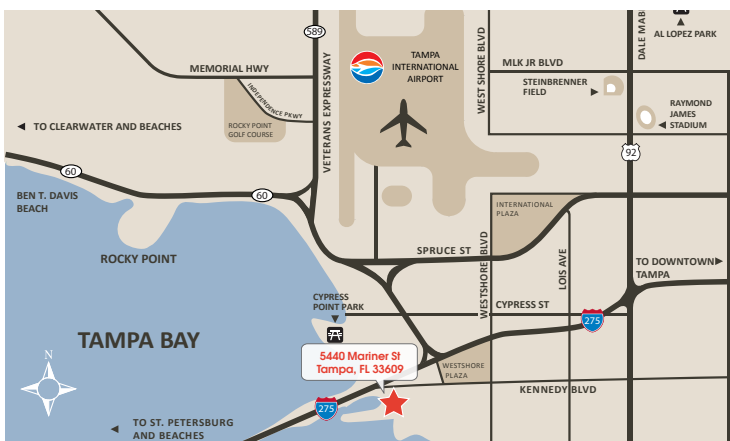 589
MEMORIAL HWY
INDEPENDENCE PKWY
ROCKY POINT
GOLF COURSE
VETERANS EXPRESSWAY
TAMPA
INTERNATIONAL
AIRPORT
WEST SHORE BLVD
MLK JR BLVD
STEINBRENNER
FIELD
DALE MAB
AL LOPEZ PARK
RAYMOND
JAMES
STADIUM
92
TO CLEARWATER AND BEACHES
60
60
BEN T. DAVIS
BEACH
ROCKY POINT
INTERNATIONAL
PLAZA
SPRUCE ST
WESTSHORE BLVD
LOIS AVE
TO DOWNTOWN
TAMPA
CYPRESS
POINT PARK
CYPRESS ST
275
TAMPA BAY
N
5440 Mariner St
Tampa, FL 33609
WESTSHORE
PLAZA
KENNEDY BLVD
275
TO ST. PETERSBURG
AND BEACHES